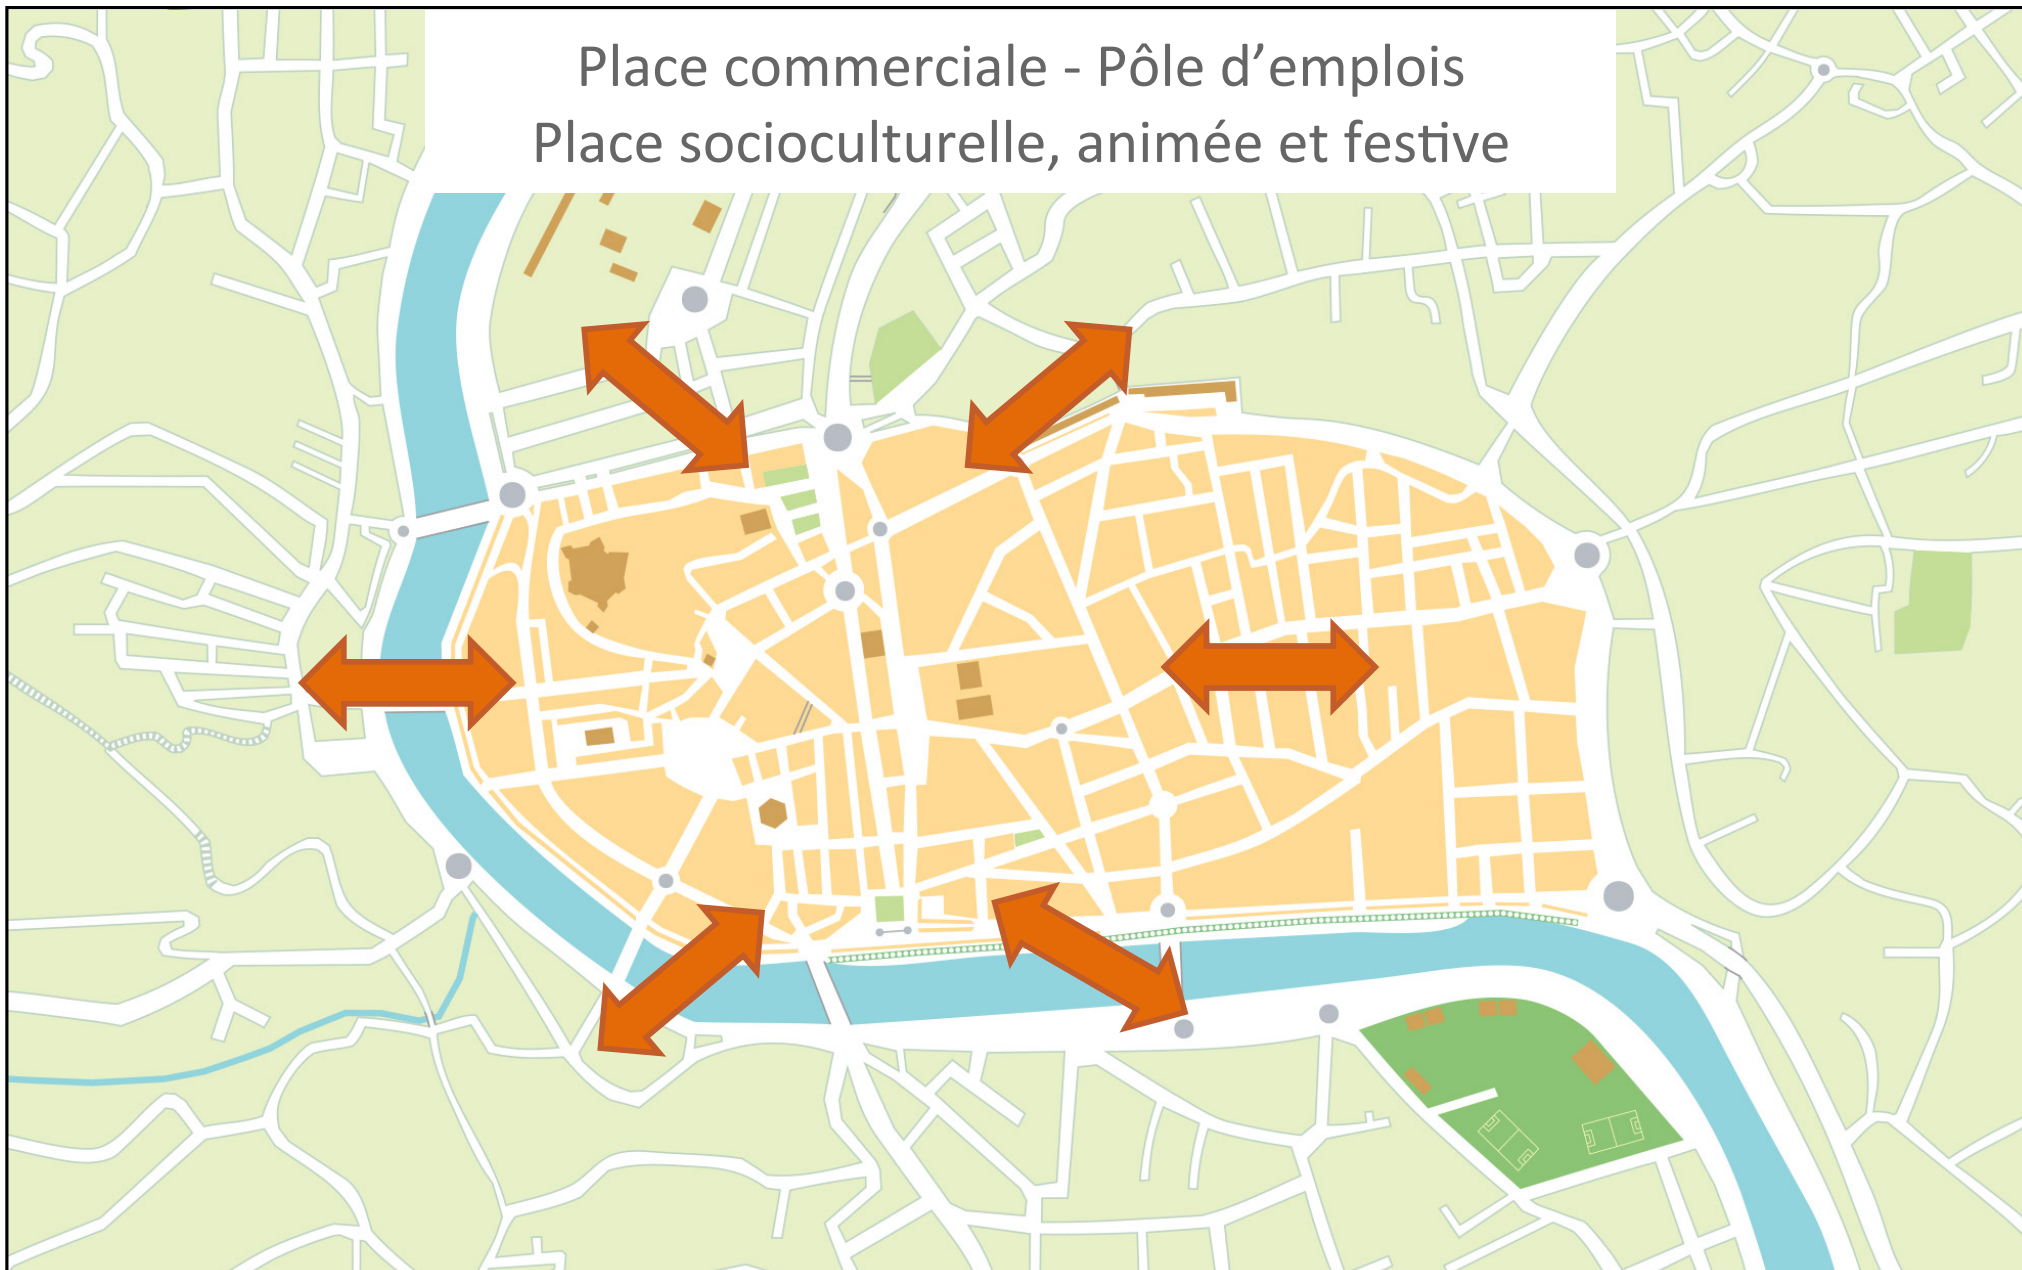 Place commerciale - Pôle d’emplois
Place socioculturelle, animée et festive